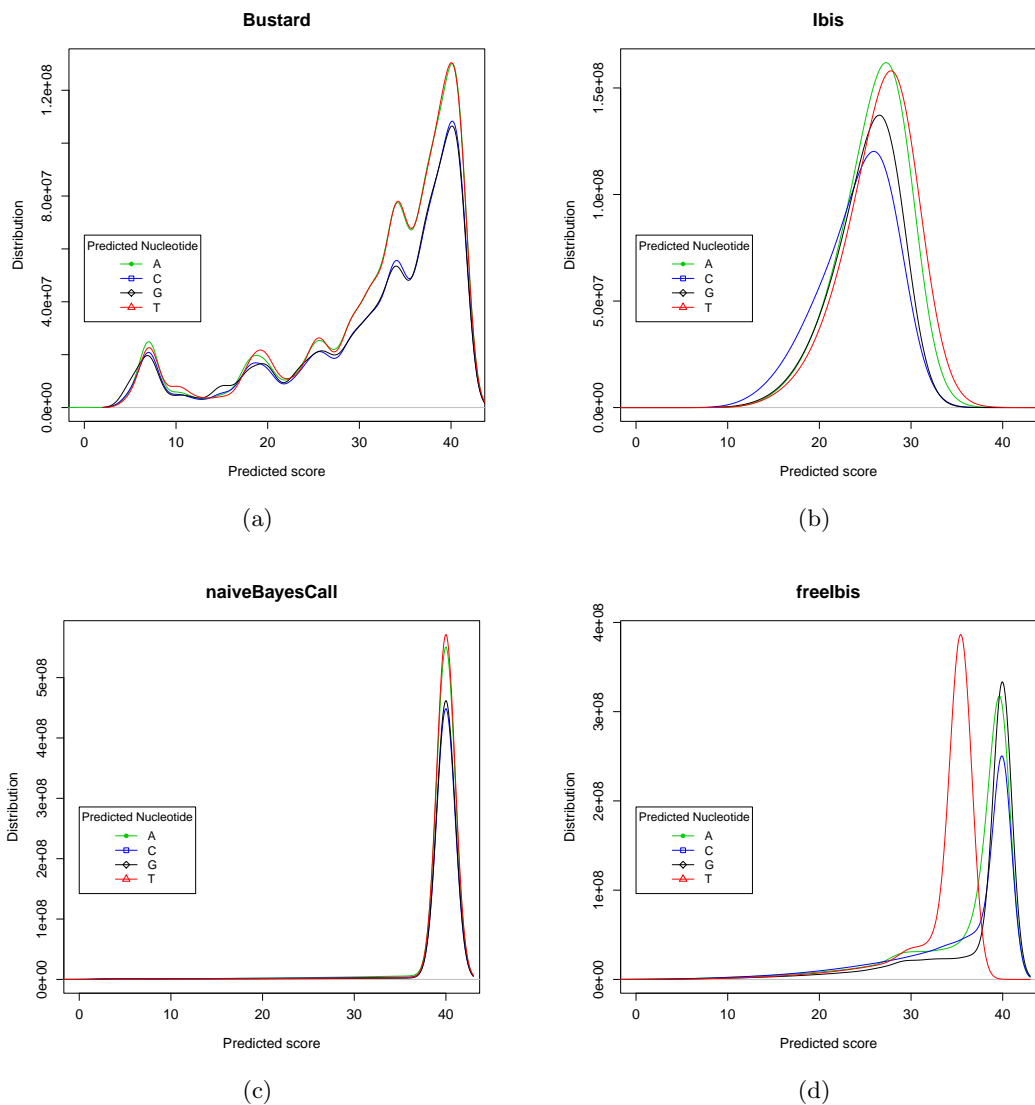 Bustard
Distribution
0.0e+00 4.0e+07 8.0e+07 1.2e+08
Predicted Nucleotide
A
C
G
T
0 10 20 30 40
Predicted score
(a)
Ibis
Distribution
0.0e+00 5.0e+07 1.0e+08 1.5e+08
Predicted Nucleotide
A
C
G
T
0 10 20 30 40
Predicted score
(b)
naiveBayesCall
Distribution
0e+00 1e+08 2e+08 3e+08 4e+08 5e+08
Predicted Nucleotide
A
C
G
T
0 10 20 30 40
Predicted score
(c)
freeIbis
Distribution
0e+00 1e+08 2e+08 3e+08 4e+08
Predicted Nucleotide
A
C
G
T
0 10 20 30 40
Predicted score
(d)